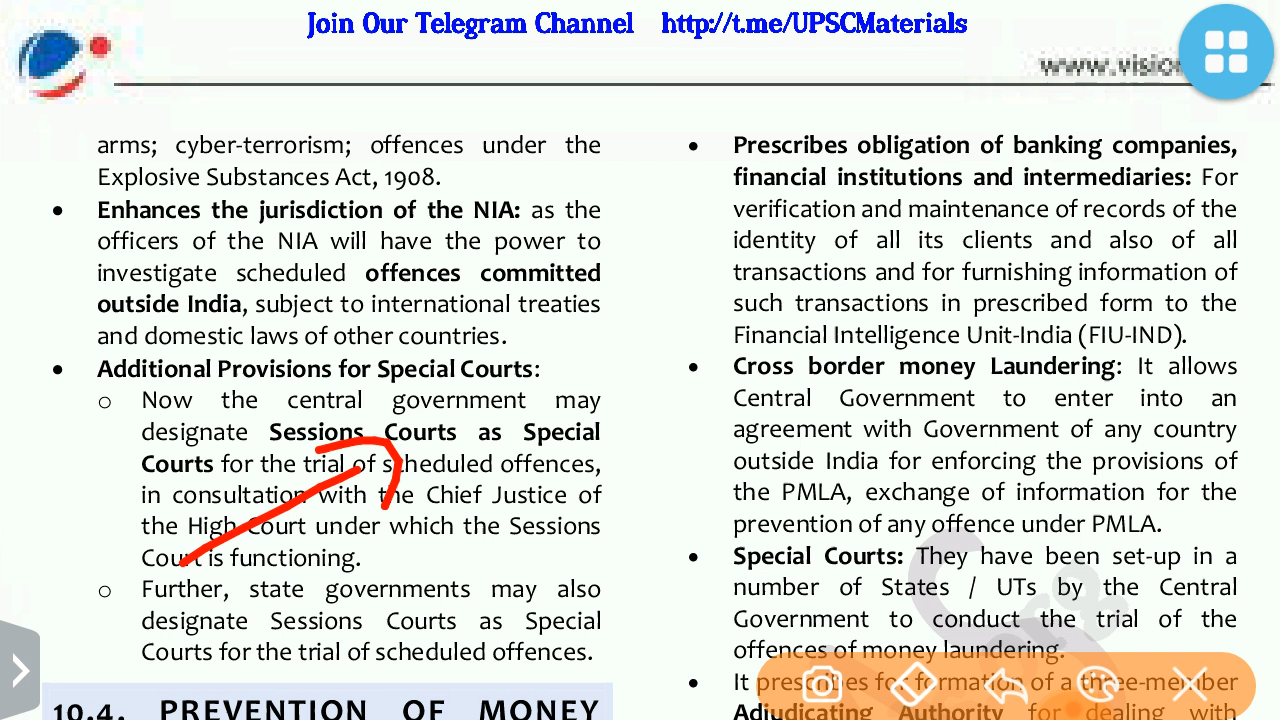 Join Our Telegram Channel http://t.me/UPSCMaterials
arms; cyber-terrorism; offences under the
Explosive Substances Act, 1908.
• Enhances the jurisdiction of the NIA: as the
officers of the NIA will have the power to
investigate scheduled offences committed
outside India, subject to international treaties
and domestic laws of other countries.
• Additional Provisions for Special Courts:
o Now the central government may
designate Sessions Courts as Special
Courts for the trial of scheduled offences,
in consultation with the Chief Justice of
the High Court under which the Sessions
Court is functioning.
o Further, state governments may also
designate Sessions Courts as Special
Courts for the trial of scheduled offences.
10.4. PREVENTION OF MONEY
• Prescribes obligation of banking companies,
financial institutions and intermediaries: For
verification and maintenance of records of the
identity of all its clients and also of all
transactions and for furnishing information of
such transactions in prescribed form to the
Financial Intelligence Unit-India (FIU-IND).
• Cross border money Laundering: It allows
Central Government to enter into an
agreement with Government of any country
outside India for enforcing the provisions of
the PMLA, exchange of information for the
prevention of any offence under PMLA.
• Special Courts: They have been set-up in a
number of States / UTs by the Central
Government to conduct the trial of the
offences of money laundering.
• It prescribes for formation of a three-member
Adjudicating Authority for dealing with